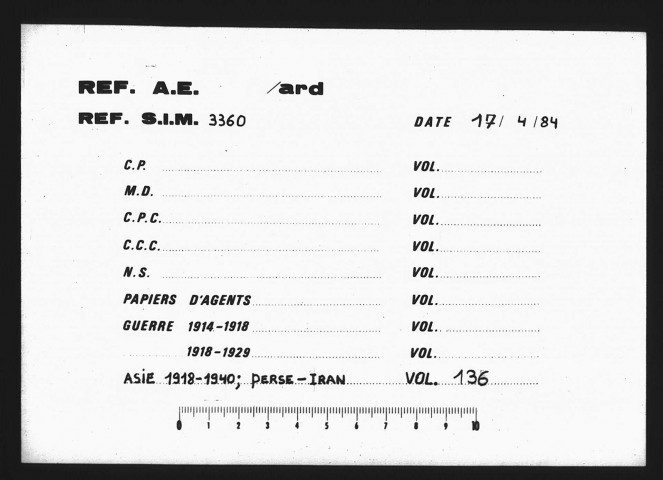 REF. A.E. /ard
REF. S.I.M. 3360 DATE 17/ 4 /84
C.P. VOL.
M.D. VOL.
C.P.C. VOL.
C.C.C. VOL.
N.S. VOL.
PAPIERS D'AGENTS VOL.
GUERRE 1914-1918 VOL.
1918-1929 VOL.
ASiE 1918-1940; PERSE-IRAN VOL. 136
0 1 2 3 4 5 6 7 8 9 10